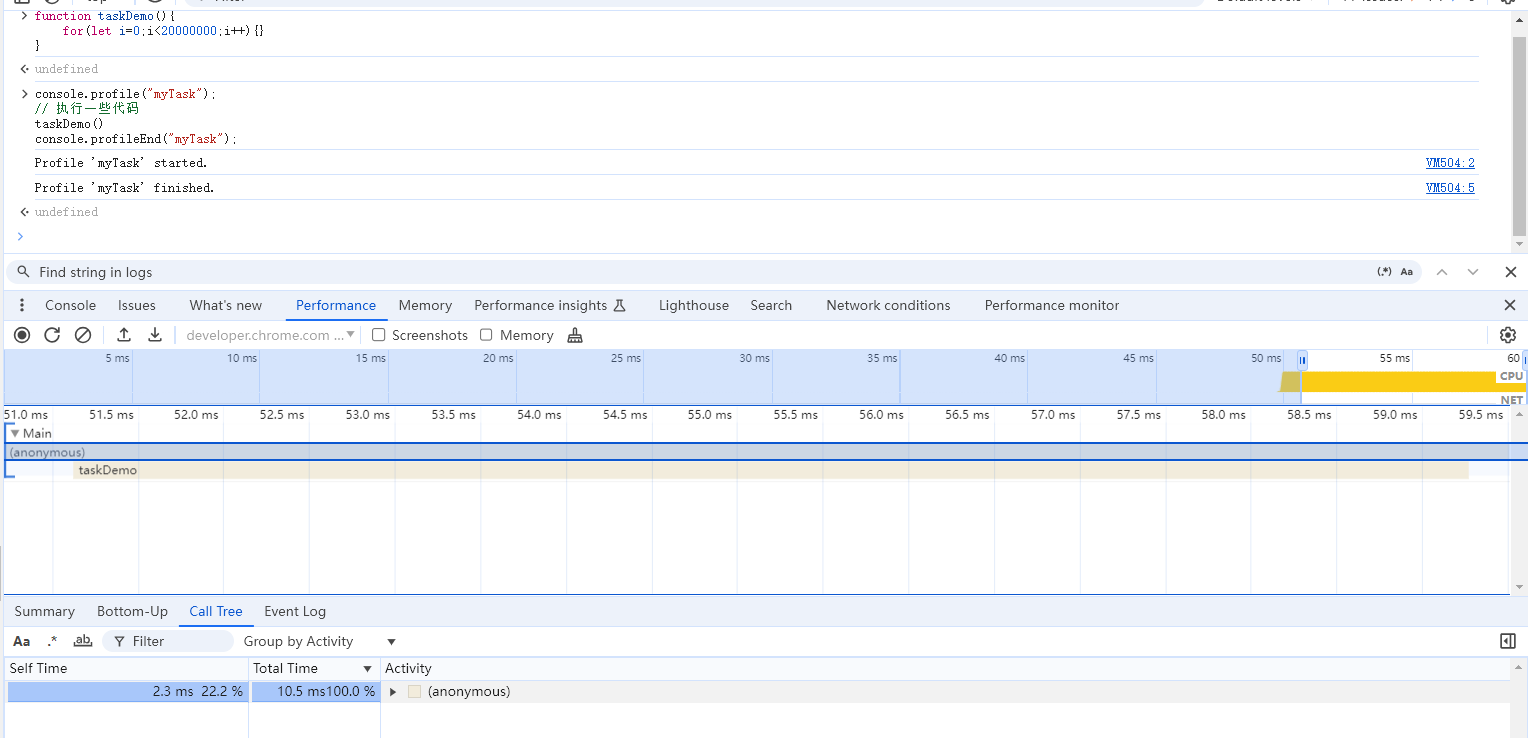 function taskDemo(){
for(let i=0;i<20000000;i++){}
}
undefined
console.profile("myTask");
// 执行一些代码
taskDemo()
console.profileEnd("myTask");
Profile 'myTask' started. VM504:2
Profile 'myTask' finished. VM504:5
undefined
Find string in logs (.*) Aa
Console Issues What's new Performance Memory Performance insights Lighthouse Search Network conditions Performance monitor
developer.chrome.com ... Screenshots Memory
5 ms 10 ms 15 ms 20 ms 25 ms 30 ms 35 ms 40 ms 45 ms 50 ms 55 ms 60
CPU
NET
51.0 ms 51.5 ms 52.0 ms 52.5 ms 53.0 ms 53.5 ms 54.0 ms 54.5 ms 55.0 ms 55.5 ms 56.0 ms 56.5 ms 57.0 ms 57.5 ms 58.0 ms 58.5 ms 59.0 ms 59.5 ms
Main
(anonymous)
taskDemo
Summary Bottom-Up Call Tree Event Log
Aa .* ab Filter Group by Activity
Self Time Total Time Activity
2.3 ms 22.2 % 10.5 ms 100.0 % (anonymous)